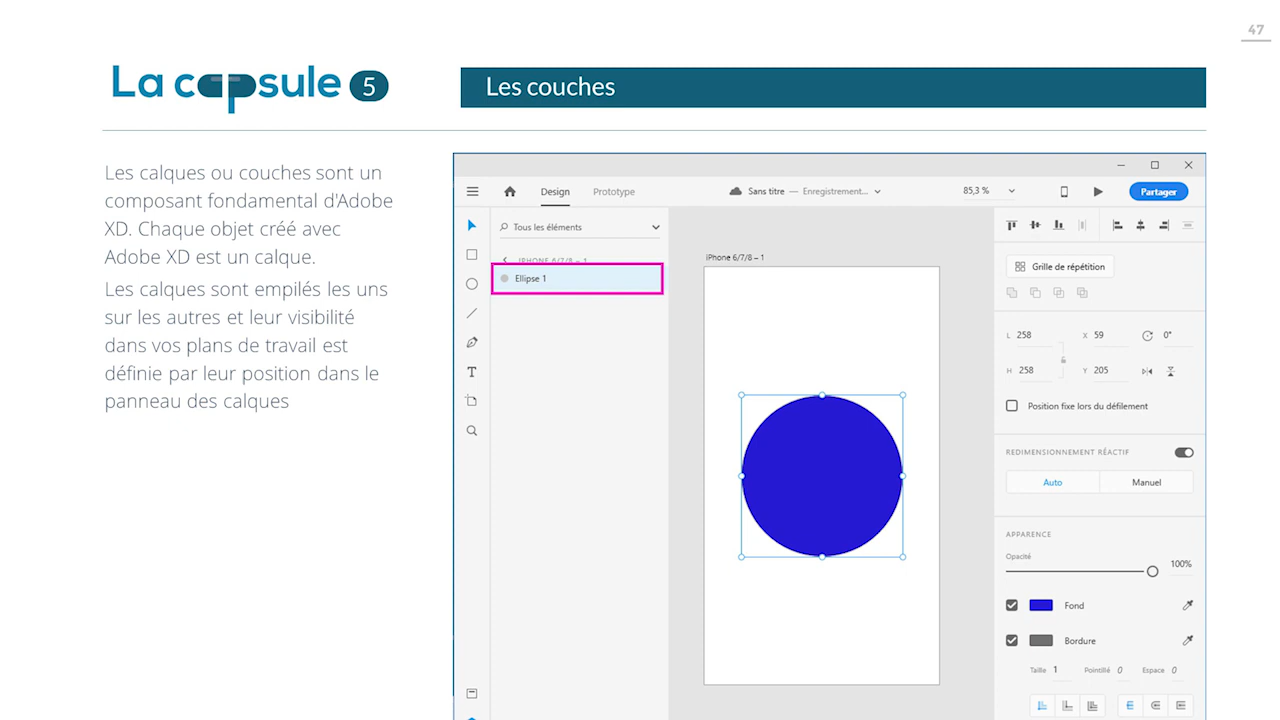 47
La capsule 5
Les couches
Les calques ou couches sont un
composant fondamental d'Adobe
XD. Chaque objet créé avec
Adobe XD est un calque.
Les calques sont empilés les uns
sur les autres et leur visibilité
dans vos plans de travail est
définie par leur position dans le
panneau des calques
Design Prototype Sans titre — Enregistrement... 85,3 % Partager
Tous les éléments
IPHONE 6/7/8 – 1
Ellipse 1
T
iPhone 6/7/8 – 1
Grille de répétition
L 258 X 59 0°
H 258 Y 205
Position fixe lors du défilement
REDIMENSIONNEMENT RÉACTIF
Auto Manuel
APPARENCE
Opacité
100%
Fond
Bordure
Taille 1 Pointillé 0 Espace 0